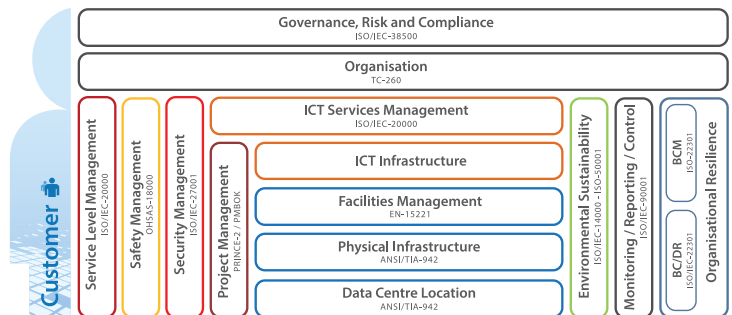 Governance, Risk and Compliance
ISO/IEC-38500
Organisation
TC-260
Customer
Service Level Management
ISO/IEC-20000
Safety Management
OHSAS-18000
Security Management
ISO/IEC-27001
ICT Services Management
ISO/IEC-20000
Project Management
PRINCE-2 / PMBOK
ICT Infrastructure
Facilities Management
EN-15221
Physical Infrastructure
ANSI/TIA-942
Data Centre Location
ANSI/TIA-942
Environmental Sustainability
ISO/IEC-14000 - ISO-50001
Monitoring / Reporting / Control
ISO/IEC-90001
BCM
ISO-22301
BC/DR
ISO/IEC-22301
Organisational Resilience